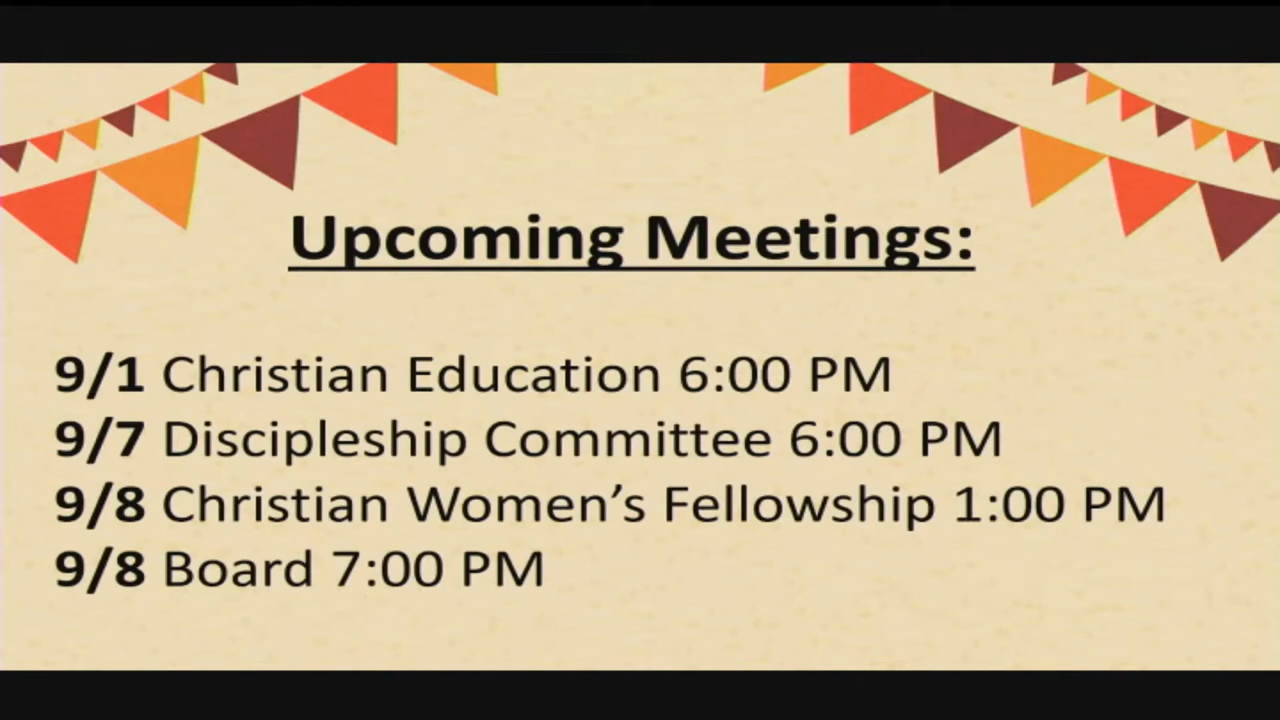 Upcoming Meetings:
9/1 Christian Education 6:00 PM
9/7 Discipleship Committee 6:00 PM
9/8 Christian Women’s Fellowship 1:00 PM
9/8 Board 7:00 PM